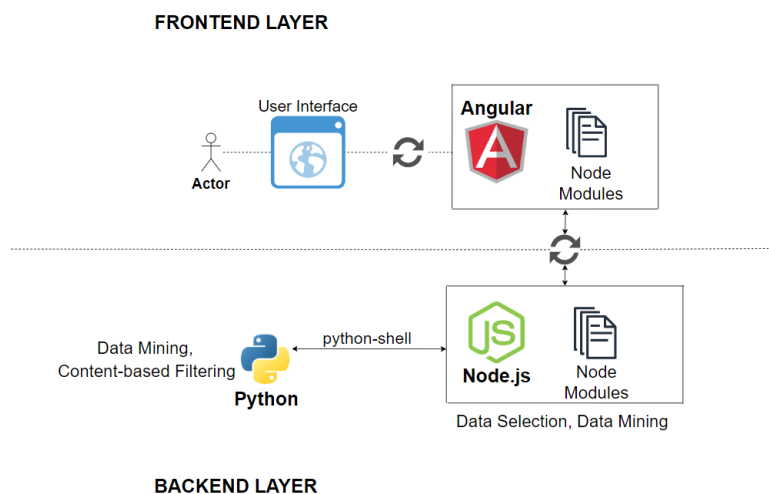 FRONTEND LAYER
User Interface
Angular
A
Node
Modules
Actor
python-shell
JS
Data Mining,
Content-based Filtering
Python
Node.js
Node
Modules
Data Selection, Data Mining
BACKEND LAYER